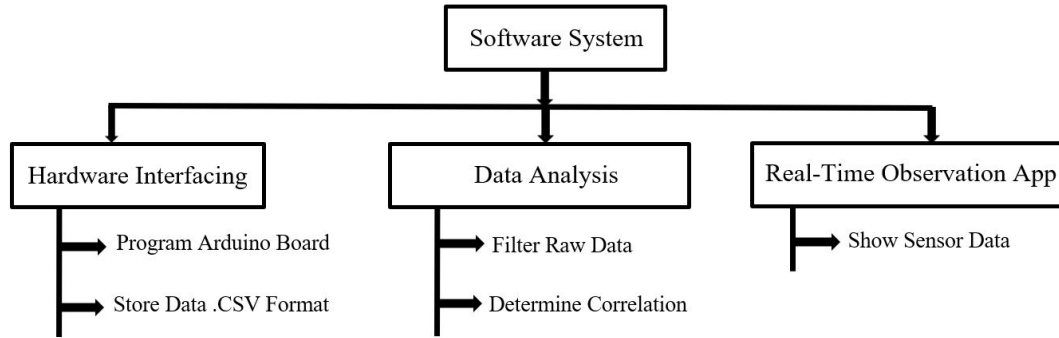 Software System
Hardware Interfacing
Data Analysis
Real-Time Observation App
Program Arduino Board
Filter Raw Data
Show Sensor Data
Store Data .CSV Format
Determine Correlation